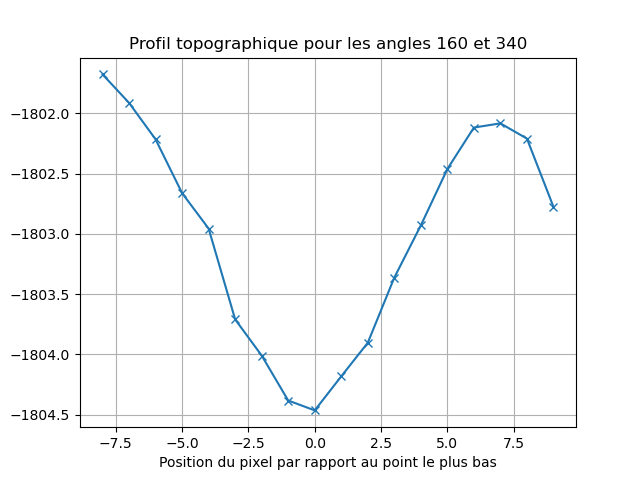 Profil topographique pour les angles 160 et 340
−1802.0
−1802.5
−1803.0
−1803.5
−1804.0
−1804.5
−7.5 −5.0 −2.5 0.0 2.5 5.0 7.5
Position du pixel par rapport au point le plus bas